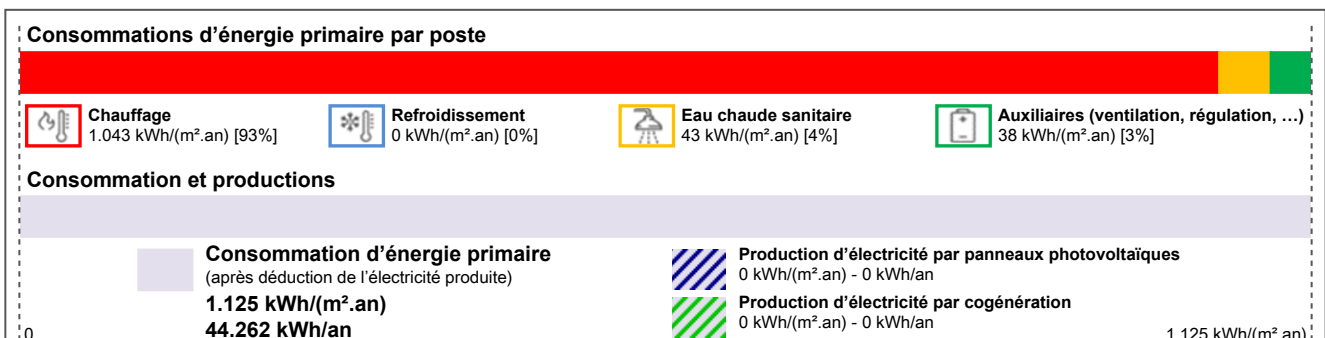 Consommations d’énergie primaire par poste
Chauffage
1.043 kWh/(m².an) [93%]
Refroidissement
0 kWh/(m².an) [0%]
Eau chaude sanitaire
43 kWh/(m².an) [4%]
Auxiliaires (ventilation, régulation, …)
38 kWh/(m².an) [3%]
Consommation et productions
Consommation d’énergie primaire
(après déduction de l’électricité produite)
1.125 kWh/(m².an)
44.262 kWh/an
Production d’électricité par panneaux photovoltaïques
0 kWh/(m².an) - 0 kWh/an
Production d’électricité par cogénération
0 kWh/(m².an) - 0 kWh/an
0
1.125 kWh/(m².an)